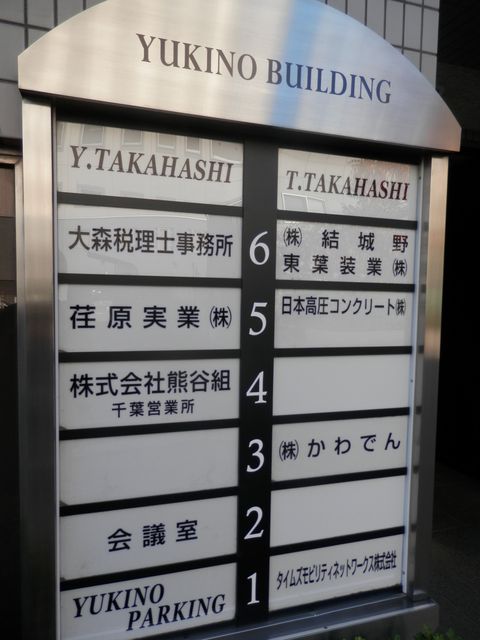 YUKINO BUILDING
Y.TAKAHASHI
T.TAKAHASHI
大森税理士事務所
6
㈱ 結城野
東葉装業㈱
荏原実業㈱
5
日本高圧コンクリート㈱
株式会社熊谷組
千葉営業所
4
3
㈱かわでん
会議室
2
YUKINO
PARKING
1
タイムズモビリティネットワークス株式会社